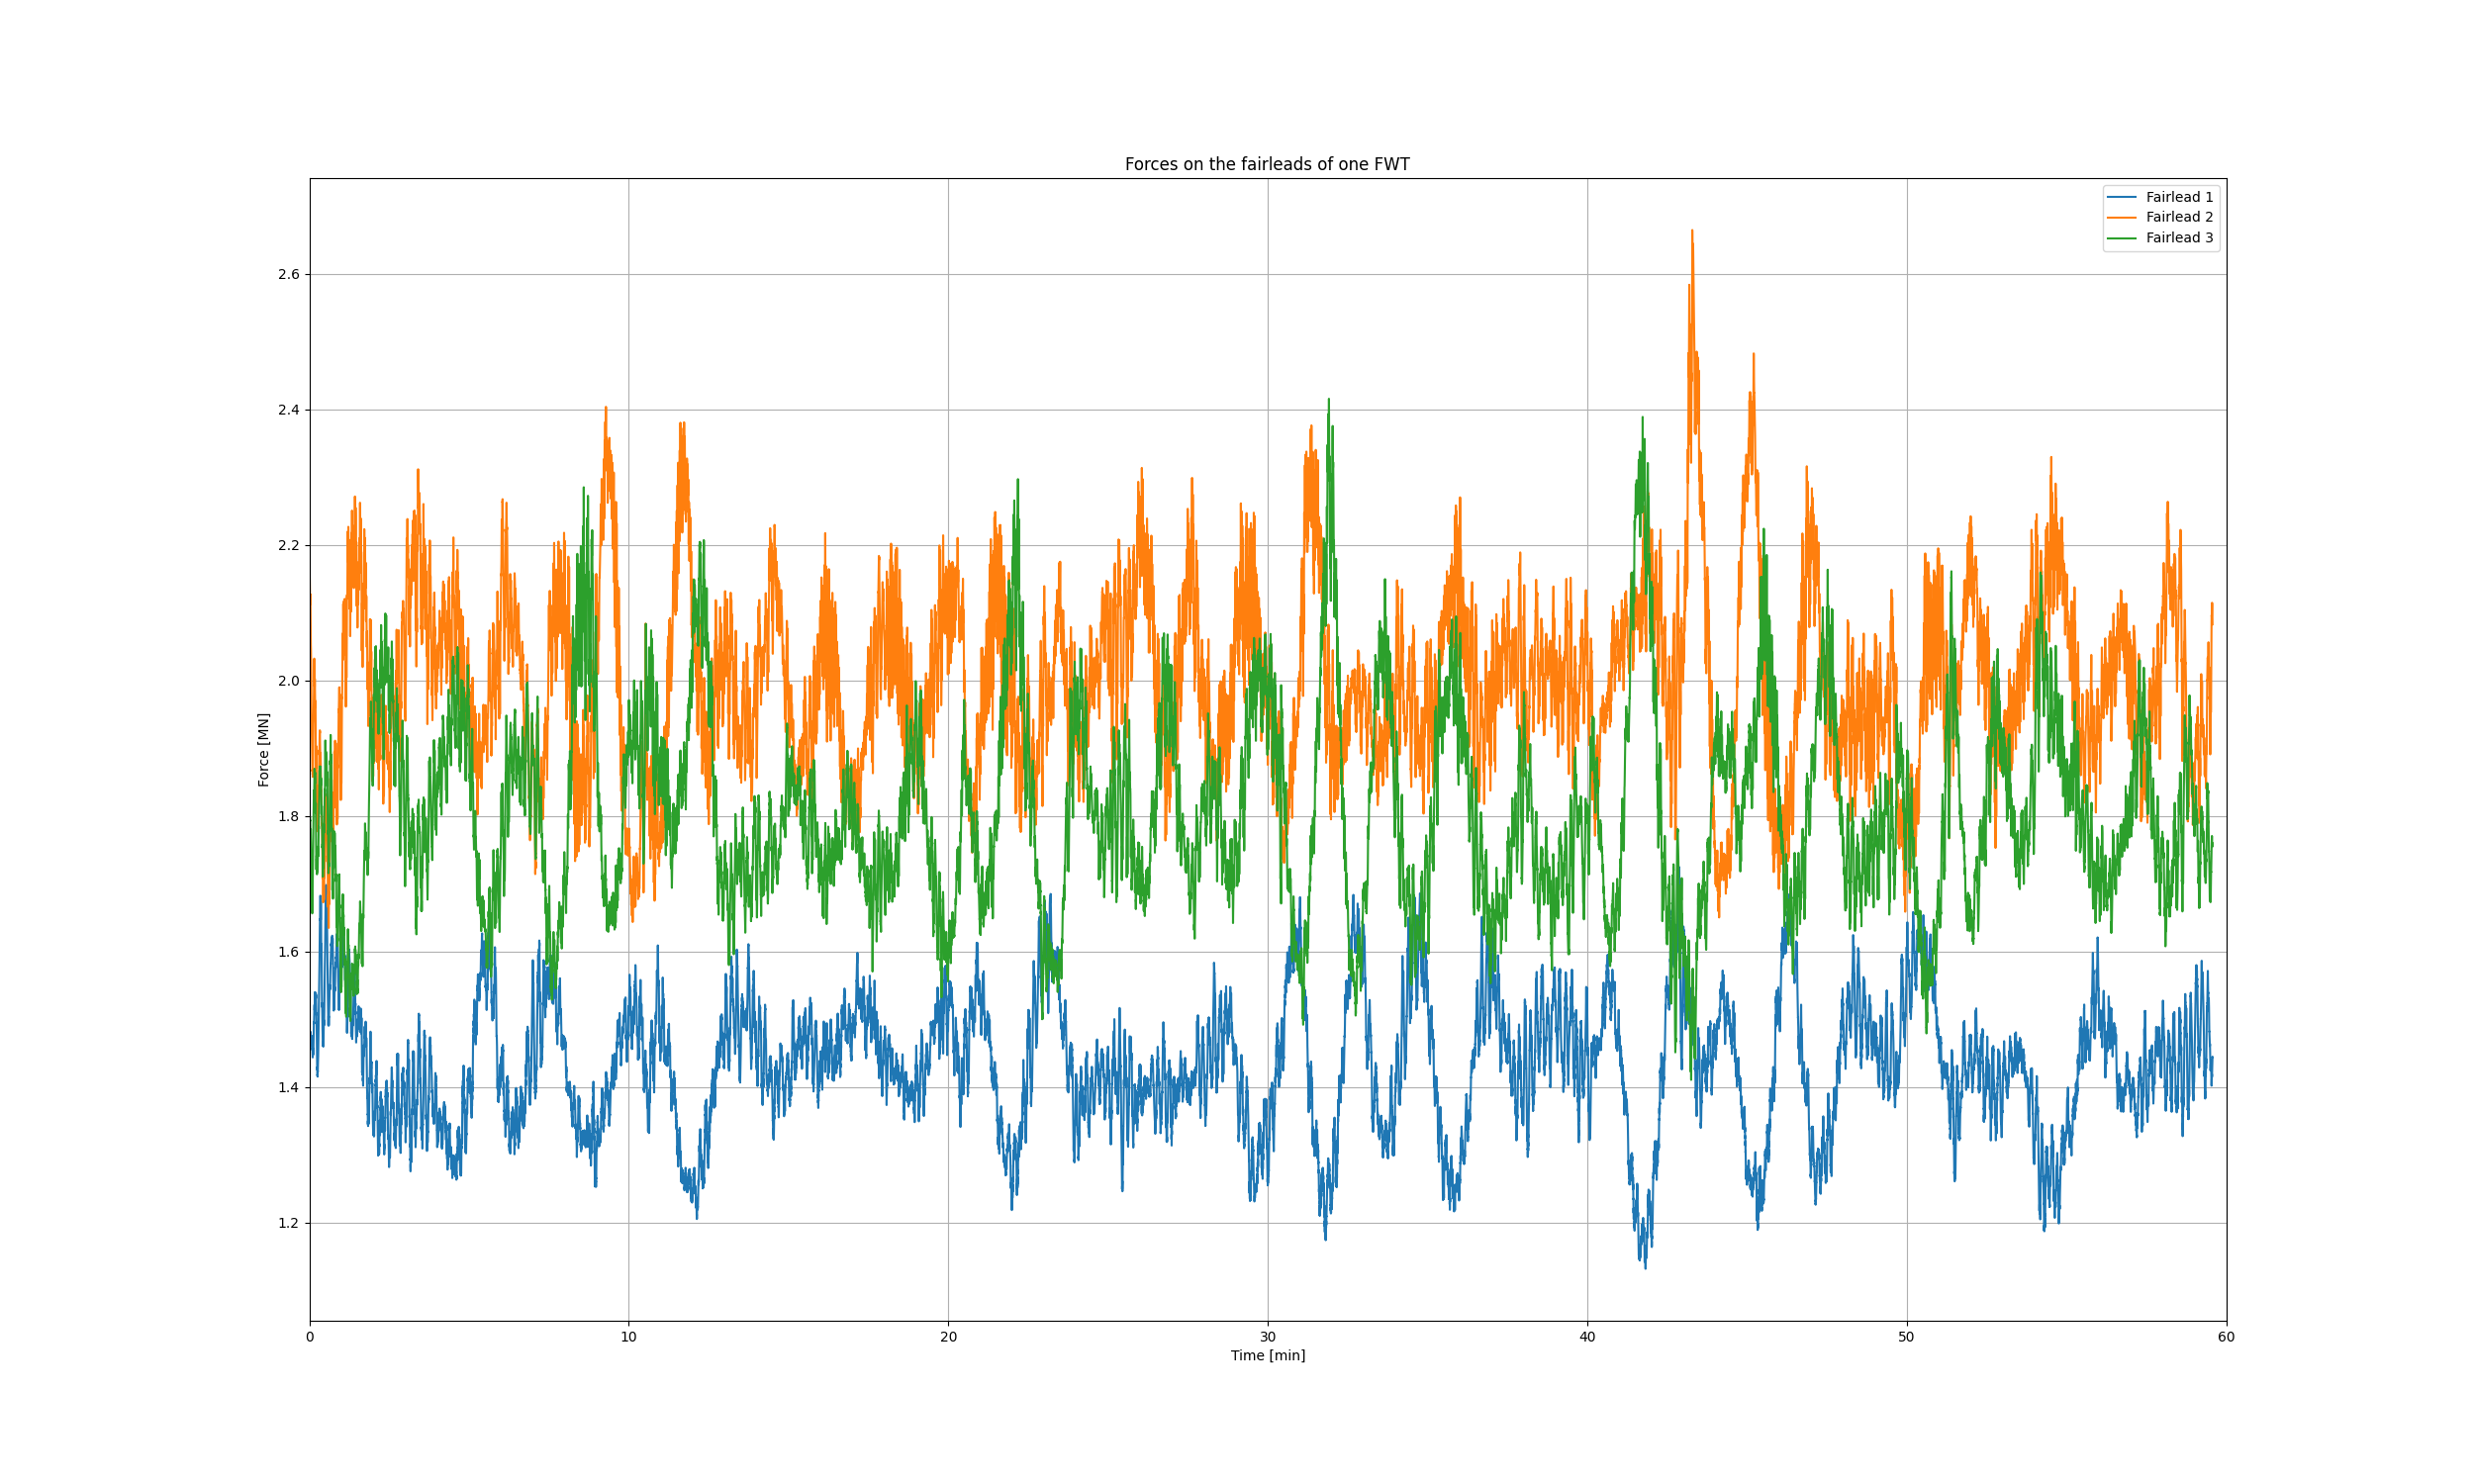 Forces on the fairleads of one FWT
Fairlead 1
Fairlead 2
Fairlead 3
Force [MN]
2.6
2.4
2.2
2.0
1.8
1.6
1.4
1.2
0 10 20 30 40 50 60
Time [min]